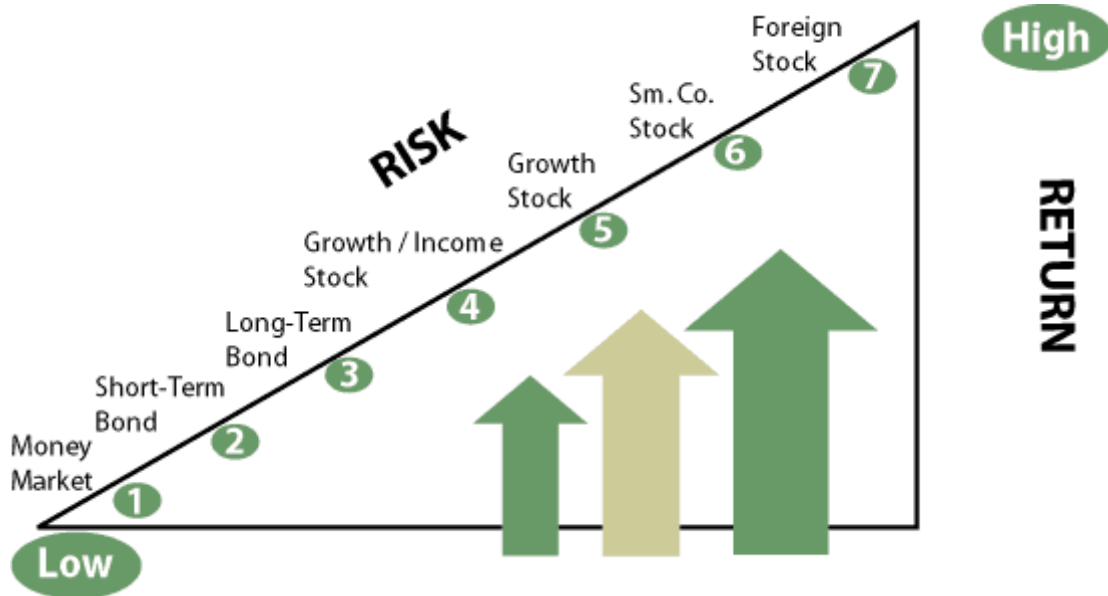 Foreign
Stock
7
High
Sm. Co.
Stock
6
RISK
Growth
Stock
5
RETURN
Growth / Income
Stock
4
Long-Term
Bond
3
Short-Term
Bond
2
Money
Market
1
Low